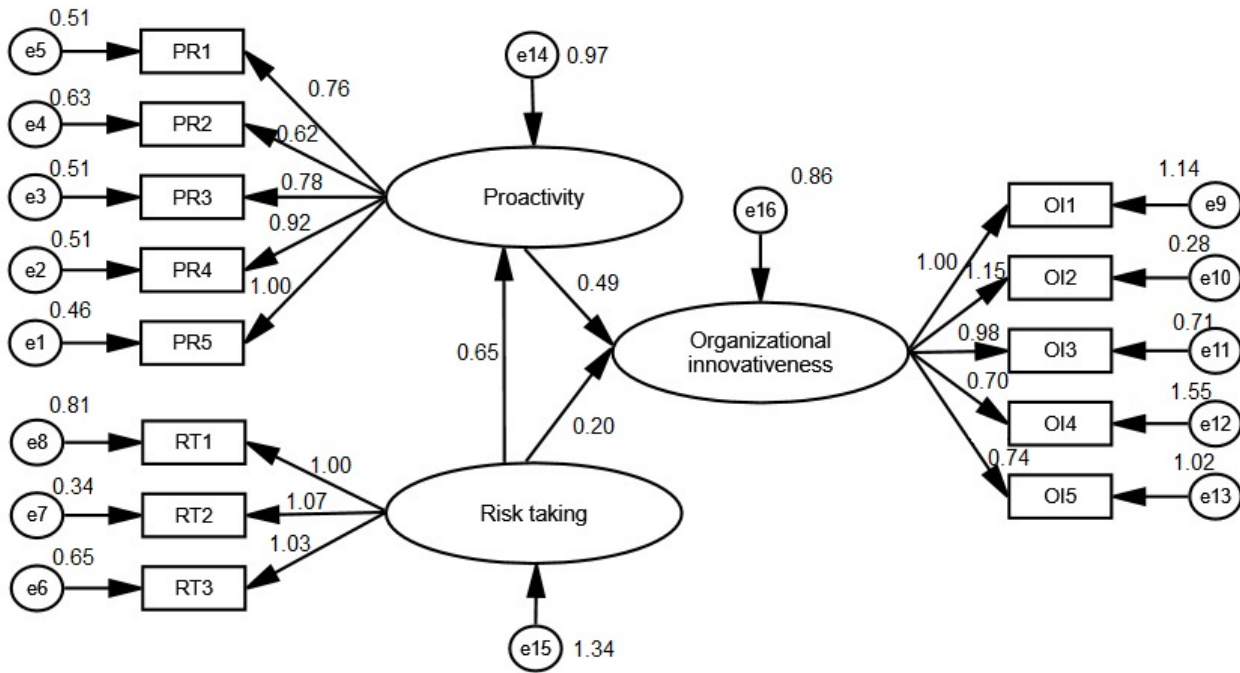 0.51
e5
PR1
0.76
0.63
e4
PR2
0.62
0.51
e3
PR3
0.78
0.51
e2
PR4
0.92
0.46
e1
PR5
1.00
e14
0.97
Proactivity
0.49
0.65
0.20
0.81
e8
RT1
1.00
0.34
e7
RT2
1.07
0.65
e6
RT3
1.03
Risk taking
e15
1.34
0.86
e16
Organizational
innovativeness
1.00
OI1
1.14
e9
1.15
OI2
0.28
e10
0.98
OI3
0.71
e11
0.70
OI4
1.55
e12
0.74
OI5
1.02
e13